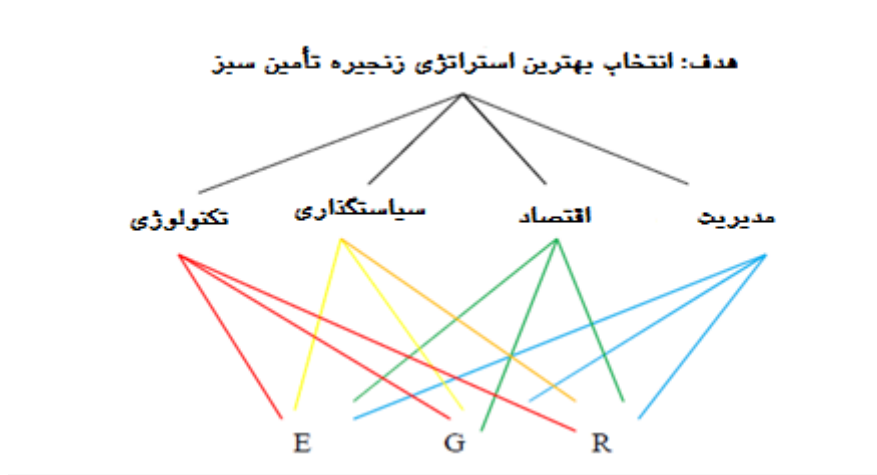 هدف: انتخاب بهترین استراتژی زنجیره تأمین سبز
مدیریت اقتصاد سیاستگذاری تکنولوژی
E G R